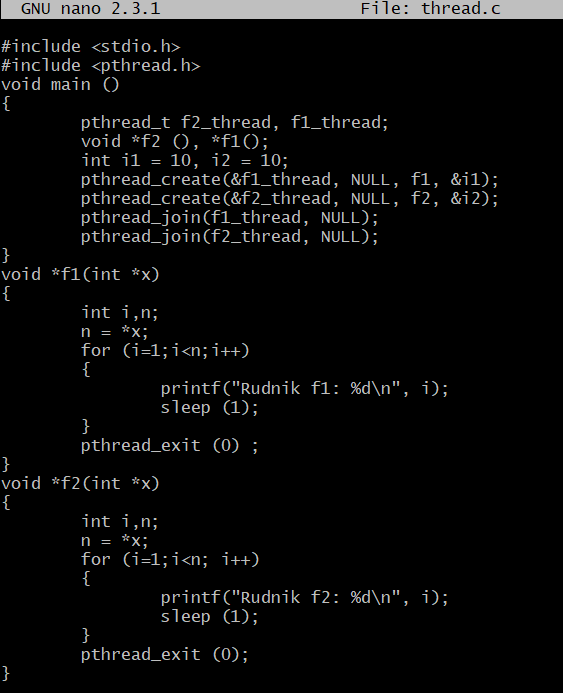 GNU nano 2.3.1 File: thread.c
#include <stdio.h>
#include <pthread.h>
void main ()
{
        pthread_t f2_thread, f1_thread;
        void *f2 (), *f1();
        int i1 = 10, i2 = 10;
        pthread_create(&f1_thread, NULL, f1, &i1);
        pthread_create(&f2_thread, NULL, f2, &i2);
        pthread_join(f1_thread, NULL);
        pthread_join(f2_thread, NULL);
}
void *f1(int *x)
{
        int i,n;
        n = *x;
        for (i=1;i<n;i++)
        {
                printf("Rudnik f1: %d\n", i);
                sleep (1);
        }
        pthread_exit (0) ;
}
void *f2(int *x)
{
        int i,n;
        n = *x;
        for (i=1;i<n; i++)
        {
                printf("Rudnik f2: %d\n", i);
                sleep (1);
        }
        pthread_exit (0);
}